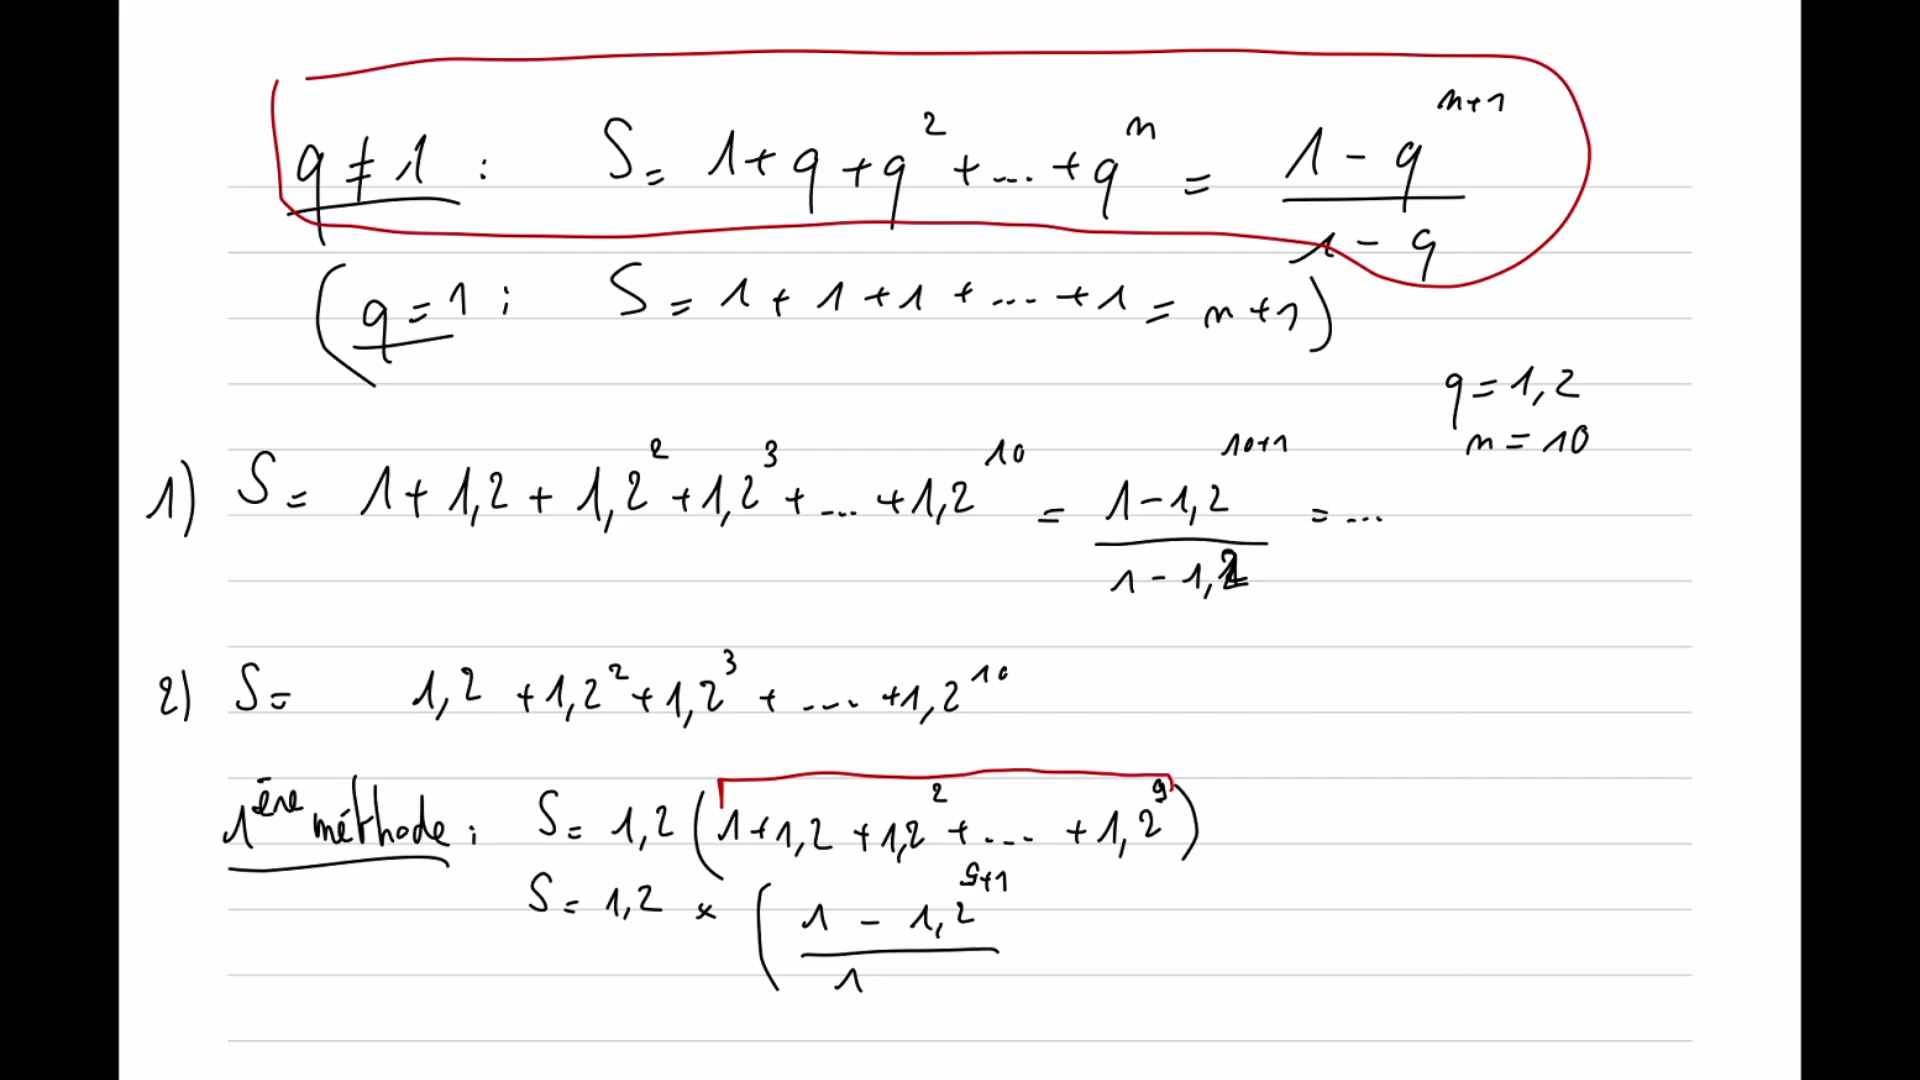 q ≠ 1 : S = 1 + q + q² + ... + qⁿ = (1 - qⁿ⁺¹)/(1 - q)
(q = 1 : S = 1 + 1 + 1 + ... + 1 = n + 1)
q = 1,2
n = 10
1) S = 1 + 1,2 + 1,2² + 1,2³ + ... + 1,2¹⁰ = (1 - 1,2¹⁰⁺¹)/(1 - 1,2) = ...
2) S = 1,2 + 1,2² + 1,2³ + ... + 1,2¹⁰
1ère méthode : S = 1,2 (1 + 1,2 + 1,2² + ... + 1,2⁹)
S = 1,2 × ( (1 - 1,2⁹⁺¹)/1